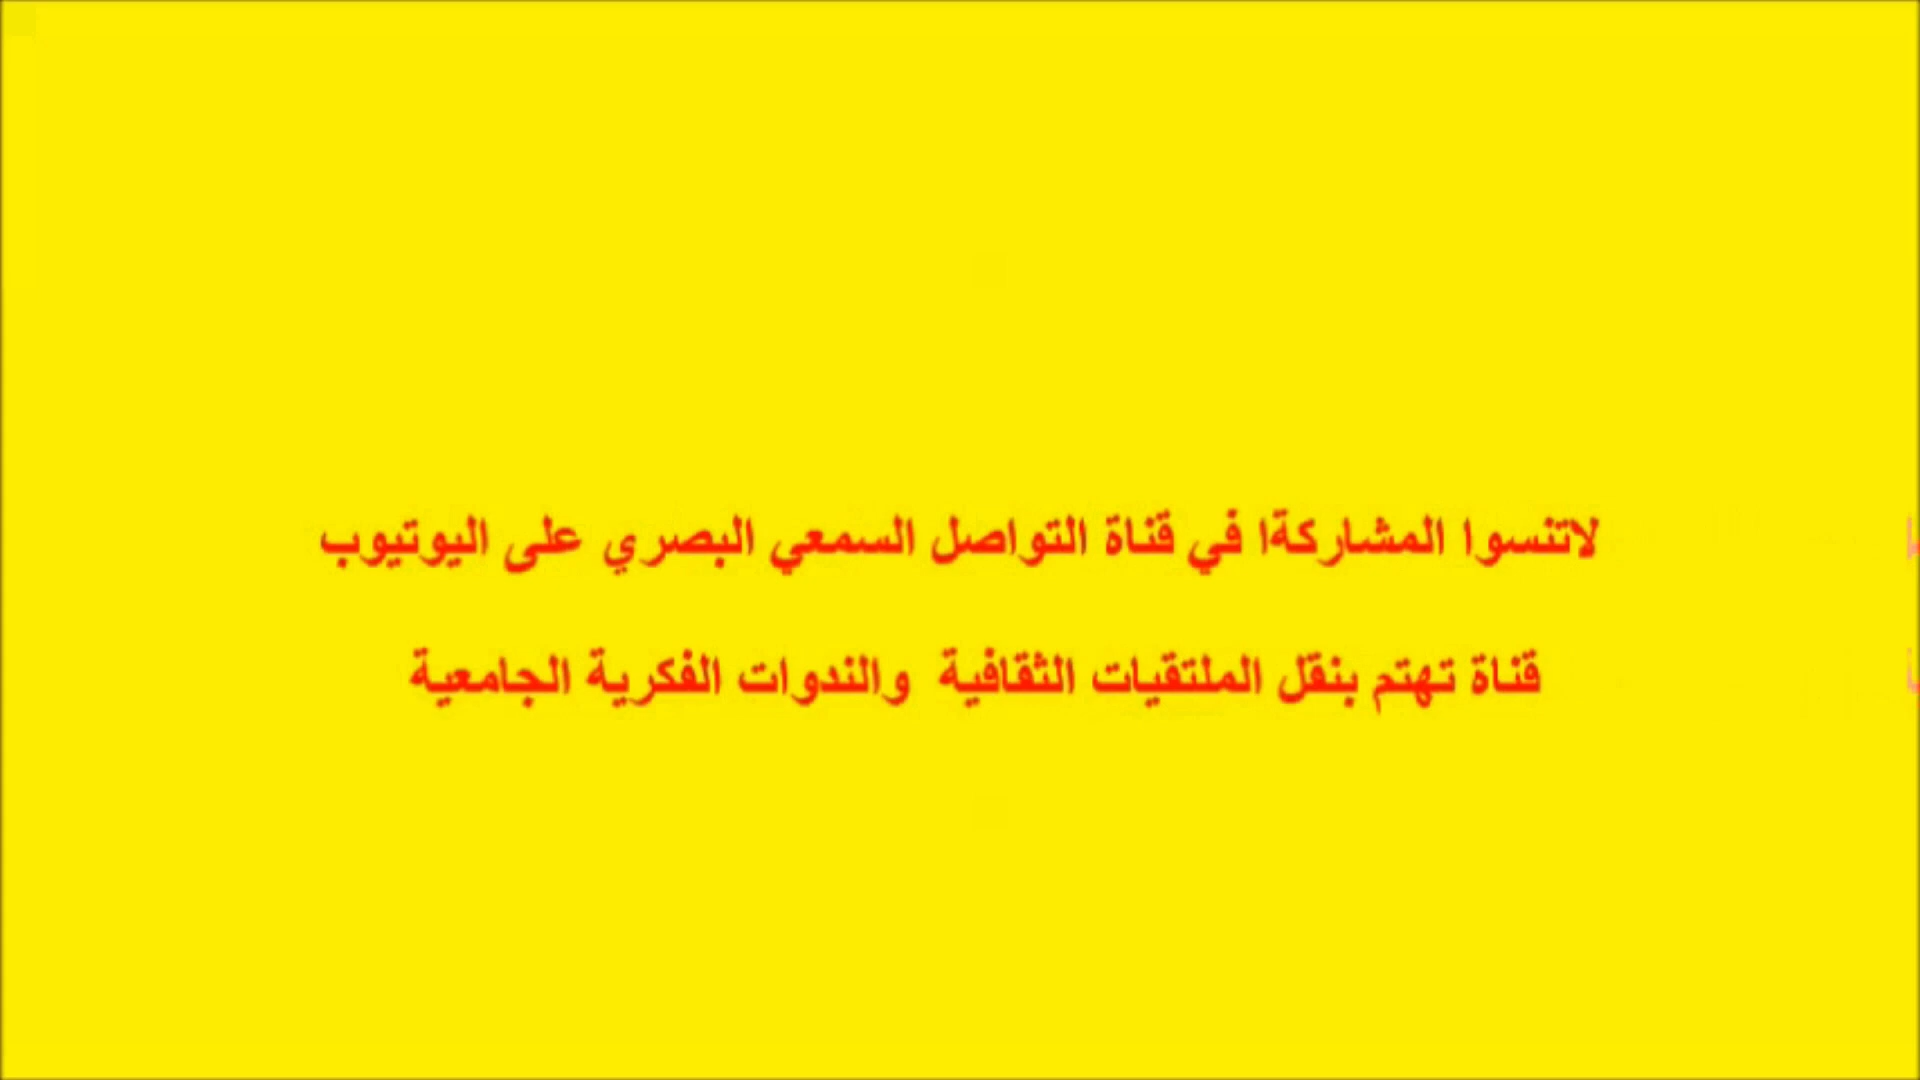 لاتنسوا المشاركةا في قناة التواصل السمعي البصري على اليوتيوب
قناة تهتم بنقل الملتقيات الثقافية والندوات الفكرية الجامعية